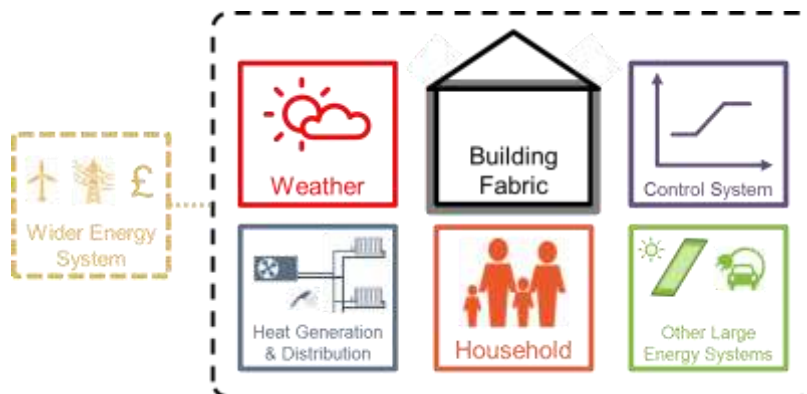 Weather
Building
Fabric
Control System
£
Wider Energy
System
Heat Generation
& Distribution
Household
Other Large
Energy Systems